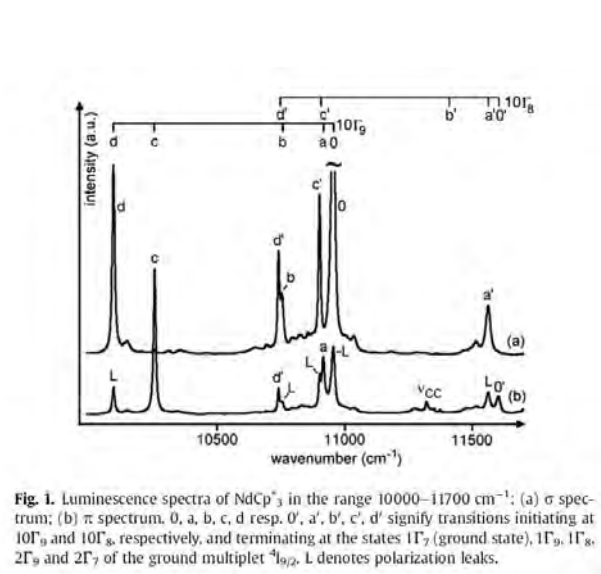 d' c' b' a'0' 10Γ₈
d c b a 0 10Γ₉
intensity (a.u.)
d
c
d'
b
c'
0
a'
(a)
L
d'
L
L
a
-L
νCC
L 0'
(b)
10500 11000 11500
wavenumber (cm⁻¹)
Fig. 1. Luminescence spectra of NdCp*₃ in the range 10000–11700 cm⁻¹: (a) σ spec-
trum; (b) π spectrum. 0, a, b, c, d resp. 0', a', b', c', d' signify transitions initiating at
10Γ₉ and 10Γ₈, respectively, and terminating at the states 1Γ₇ (ground state), 1Γ₉, 1Γ₈,
2Γ₉ and 2Γ₇ of the ground multiplet ⁴I₉/₂. L denotes polarization leaks.